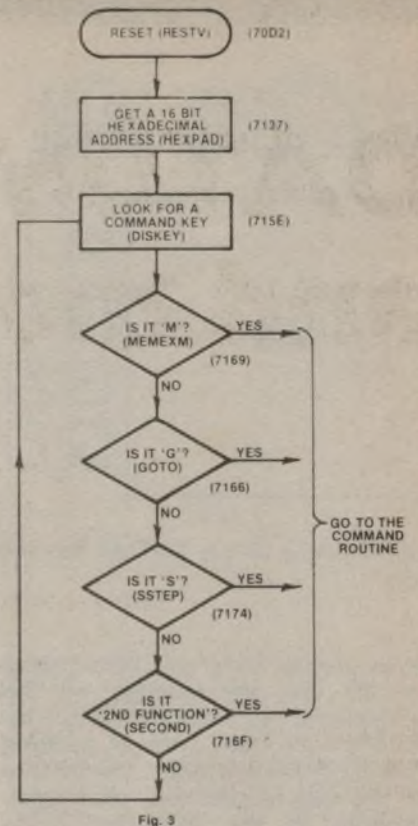 RESET (RESTV) (70D2)
GET A 16 BIT
HEXADECIMAL
ADDRESS (HEXPAD)
(7137)
LOOK FOR A
COMMAND KEY
(DISKEY)
(715E)
IS IT 'M'?
(MEMEXM)
YES
(7169)
NO
IS IT 'G'?
(GOTO)
YES
(7166)
NO
GO TO THE
COMMAND
ROUTINE
IS IT 'S'?
(SSTEP)
YES
(7174)
NO
IS IT
'2ND FUNCTION'?
(SECOND)
YES
(716F)
NO
Fig. 3